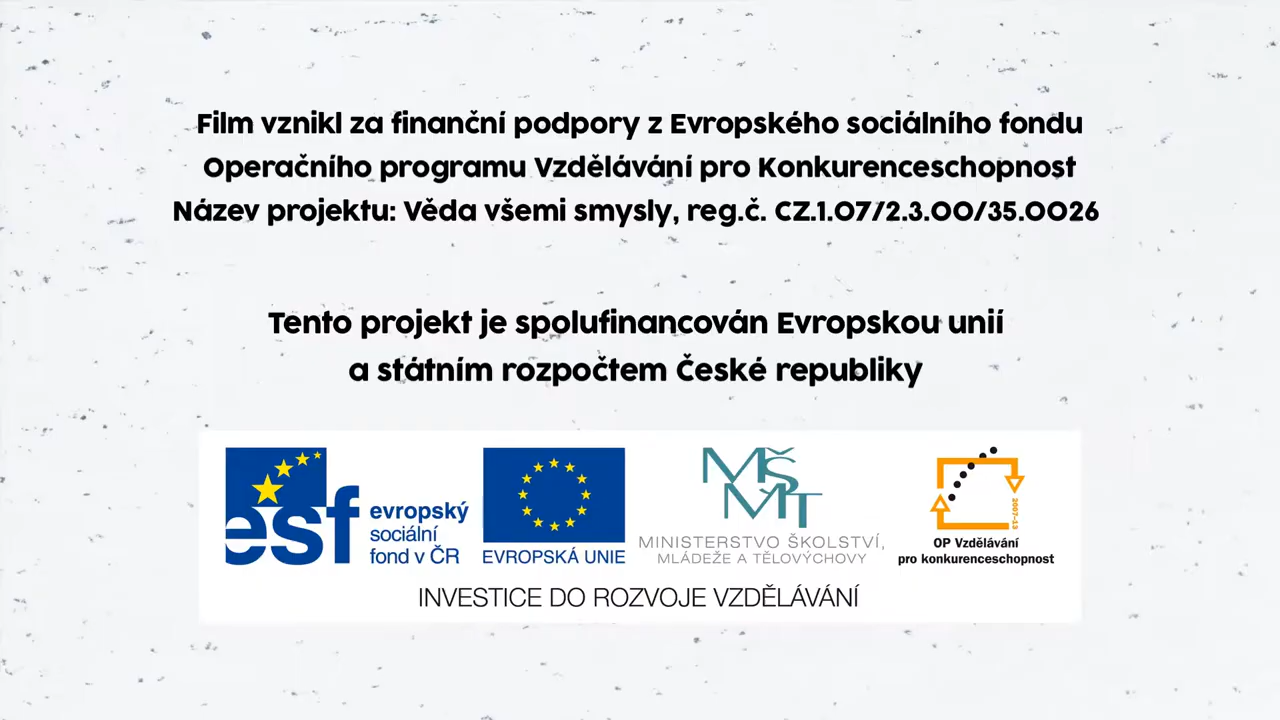 Film vznikl za finanční podpory z Evropského sociálního fondu
Operačního programu Vzdělávání pro Konkurenceschopnost
Název projektu: Věda všemi smysly, reg.č. CZ.1.07/2.3.00/35.0026
Tento projekt je spolufinancován Evropskou unií
a státním rozpočtem České republiky
esf
evropský
sociální
fond v ČR
EVROPSKÁ UNIE
MŠMT
MINISTERSTVO ŠKOLSTVÍ,
MLÁDEŽE A TĚLOVÝCHOVY
2007-13
OP Vzdělávání
pro konkurenceschopnost
INVESTICE DO ROZVOJE VZDĚLÁVÁNÍ